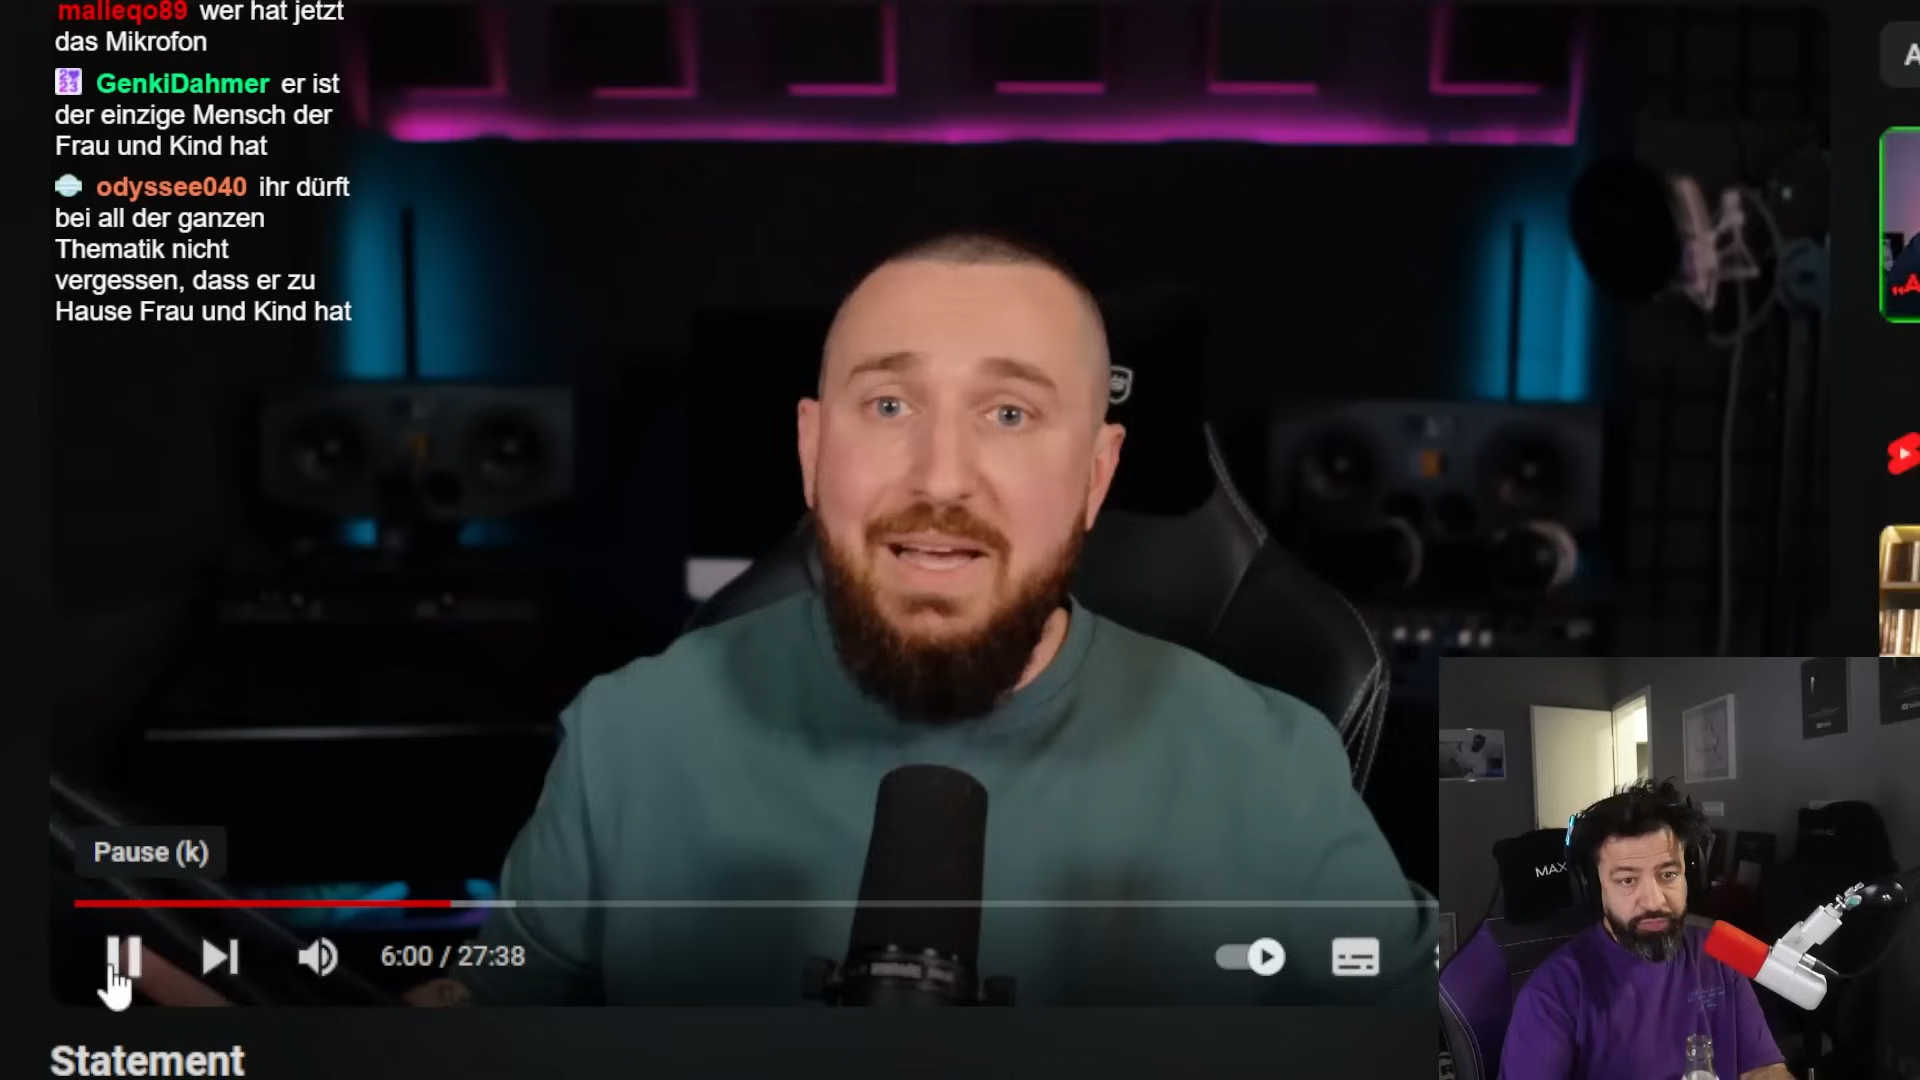 malieqo89 wer hat jetzt
das Mikrofon
GenkiDahmer er ist
der einzige Mensch der
Frau und Kind hat
odyssee040 ihr dürft
bei all der ganzen
Thematik nicht
vergessen, dass er zu
Hause Frau und Kind hat
Pause (k)
6:00 / 27:38
Statement
MAX
A
„A